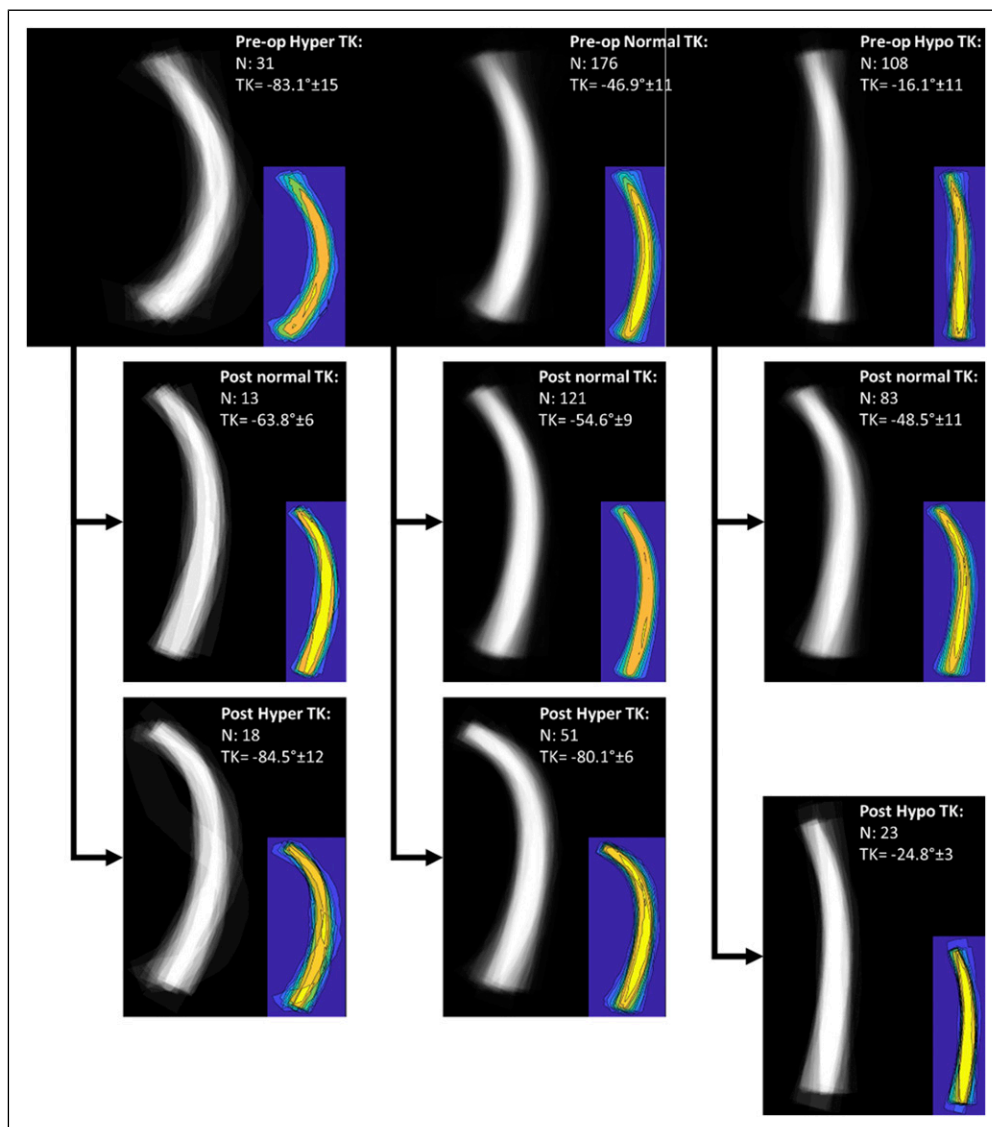 Pre-op Hyper TK:
N: 31
TK= -83.1°±15
Pre-op Normal TK:
N: 176
TK= -46.9°±11
Pre-op Hypo TK:
N: 108
TK= -16.1°±11
Post normal TK:
N: 13
TK= -63.8°±6
Post normal TK:
N: 121
TK= -54.6°±9
Post normal TK:
N: 83
TK= -48.5°±11
Post Hyper TK:
N: 18
TK= -84.5°±12
Post Hyper TK:
N: 51
TK= -80.1°±6
Post Hypo TK:
N: 23
TK= -24.8°±3